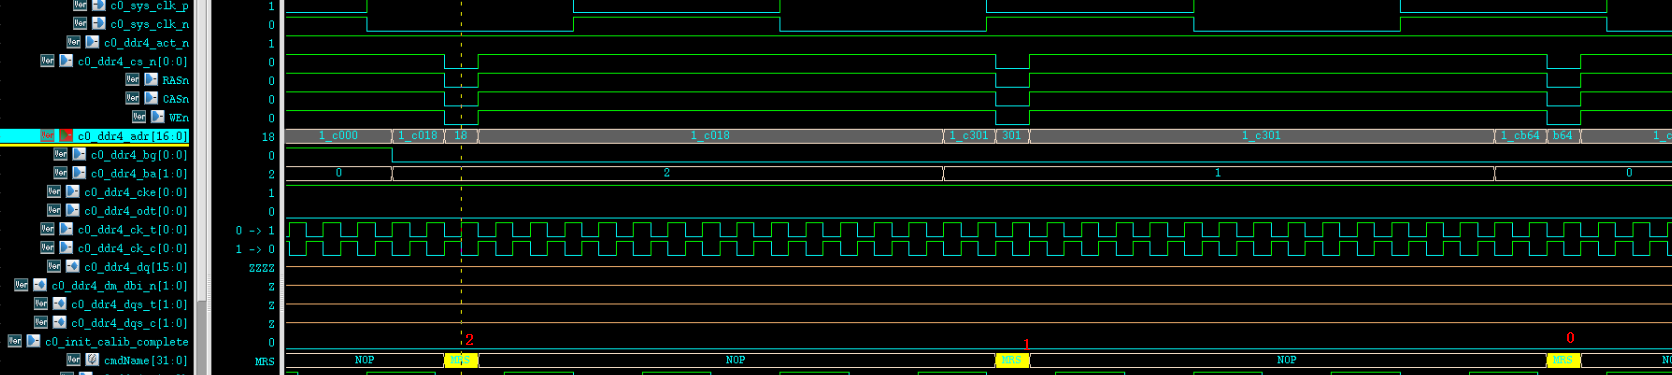 c0_sys_clk_p 1
c0_sys_clk_n 0
c0_ddr4_act_n 1
c0_ddr4_cs_n[0:0] 0
RASn 0
CASn 0
WEn 0
c0_ddr4_adr[16:0] 18 1_c000 1_c018 18 1_c018 1_c301 301 1_c301 1_cb64 b64
c0_ddr4_bg[0:0] 0
c0_ddr4_ba[1:0] 2 0 2 1 0
c0_ddr4_cke[0:0] 1
c0_ddr4_odt[0:0] 0
c0_ddr4_ck_t[0:0] 0 -> 1
c0_ddr4_ck_c[0:0] 1 -> 0
c0_ddr4_dq[15:0] ZZZZ
c0_ddr4_dm_dbi_n[1:0] Z
c0_ddr4_dqs_t[1:0] Z
c0_ddr4_dqs_c[1:0] Z
c0_init_calib_complete 0 2 1 0
cmdName[31:0] MRS NOP MRS NOP MRS NOP MRS